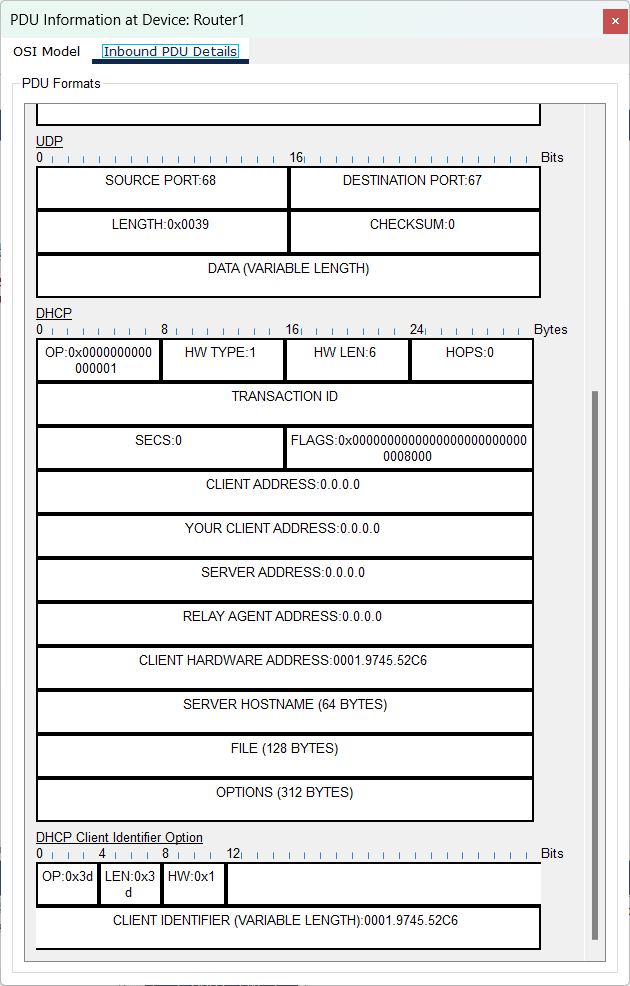 PDU Information at Device: Router1
OSI Model Inbound PDU Details
PDU Formats
UDP
0 16 Bits
SOURCE PORT:68 DESTINATION PORT:67
LENGTH:0x0039 CHECKSUM:0
DATA (VARIABLE LENGTH)
DHCP
0 8 16 24 Bytes
OP:0x0000000000 HW TYPE:1 HW LEN:6 HOPS:0
000001
TRANSACTION ID
SECS:0 FLAGS:0x000000000000000000000000
0008000
CLIENT ADDRESS:0.0.0.0
YOUR CLIENT ADDRESS:0.0.0.0
SERVER ADDRESS:0.0.0.0
RELAY AGENT ADDRESS:0.0.0.0
CLIENT HARDWARE ADDRESS:0001.9745.52C6
SERVER HOSTNAME (64 BYTES)
FILE (128 BYTES)
OPTIONS (312 BYTES)
DHCP Client Identifier Option
0 4 8 12 Bits
OP:0x3d LEN:0x3 HW:0x1
d
CLIENT IDENTIFIER (VARIABLE LENGTH):0001.9745.52C6